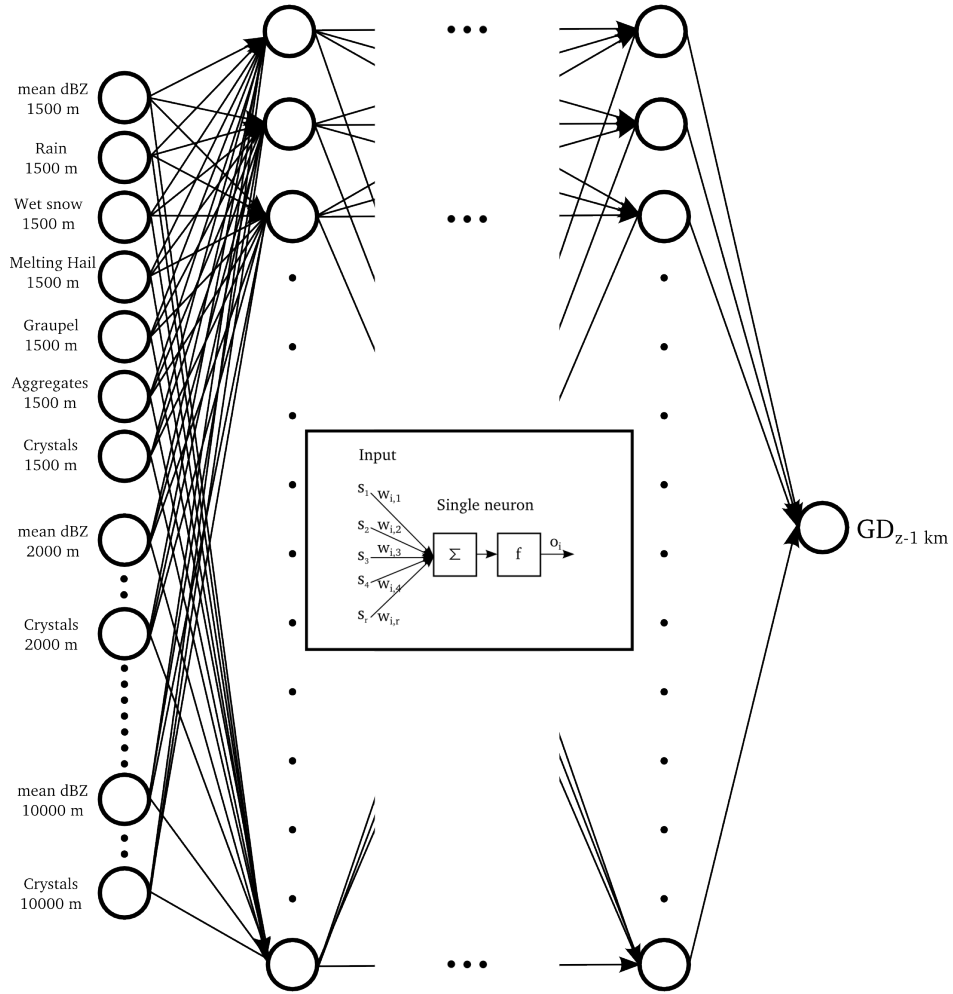 mean dBZ
1500 m
Rain
1500 m
Wet snow
1500 m
Melting Hail
1500 m
Graupel
1500 m
Aggregates
1500 m
Crystals
1500 m
mean dBZ
2000 m
Crystals
2000 m
mean dBZ
10000 m
Crystals
10000 m
Input
Single neuron
s1 wi,1
s2 wi,2
s3 wi,3
s4 wi,4
sr wi,r
Σ
f
oi
GDz-1 km